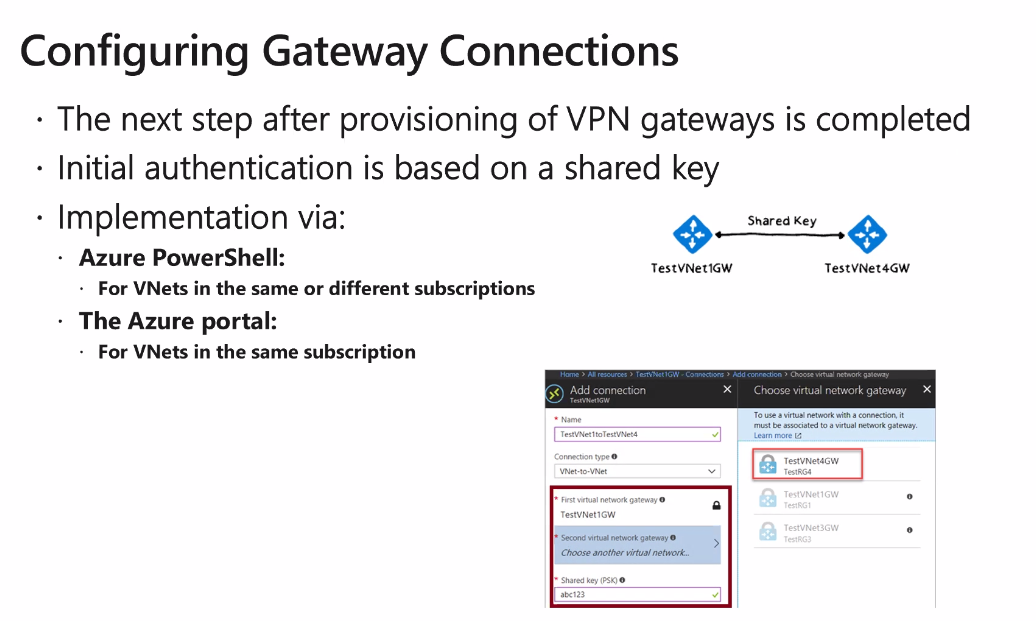 Configuring Gateway Connections
· The next step after provisioning of VPN gateways is completed
· Initial authentication is based on a shared key
· Implementation via:
· Azure PowerShell:
· For VNets in the same or different subscriptions
· The Azure portal:
· For VNets in the same subscription
Shared Key
TestVNet1GW
TestVNet4GW
Home > All resources > TestVNet1GW - Connections > Add connection > Choose virtual network gateway
Add connection
TestVNet1GW
* Name
TestVNet1toTestVNet4
Connection type
VNet-to-VNet
* First virtual network gateway
TestVNet1GW
* Second virtual network gateway
Choose another virtual network...
* Shared key (PSK)
abc123
Choose virtual network gateway
To use a virtual network with a connection, it
must be associated to a virtual network gateway.
Learn more
TestVNet4GW
TestRG4
TestVNet1GW
TestRG1
TestVNet3GW
TestRG3